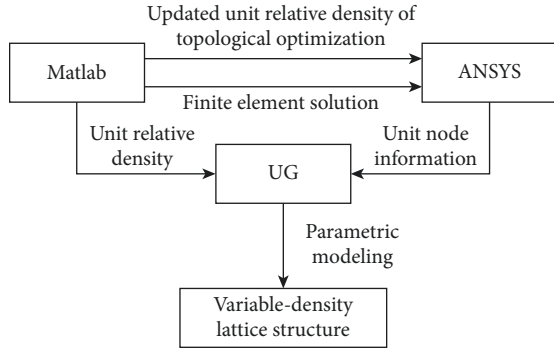 Updated unit relative density of
topological optimization
Matlab
ANSYS
Finite element solution
Unit relative
density
Unit node
information
UG
Parametric
modeling
Variable-density
lattice structure